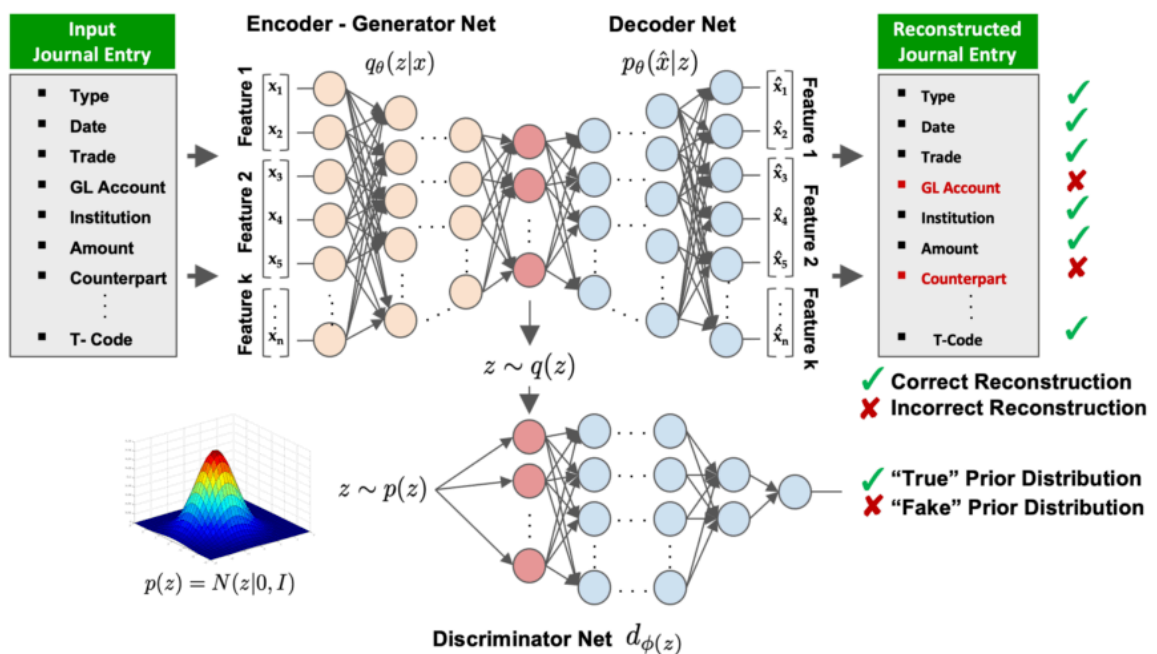 Input
Journal Entry
Type
Date
Trade
GL Account
Institution
Amount
Counterpart
T- Code
Encoder - Generator Net
q_θ(z|x)
Feature 1
Feature 2
Feature k
x₁
x₂
x₃
x₄
x₅
xₙ
Decoder Net
p_θ(x̂|z)
x̂₁
x̂₂
x̂₃
x̂₄
x̂₅
x̂ₙ
Feature 1
Feature 2
Feature k
Reconstructed
Journal Entry
Type
Date
Trade
GL Account
Institution
Amount
Counterpart
T-Code
✓ Correct Reconstruction
✗ Incorrect Reconstruction
z ∼ q(z)
z ∼ p(z)
p(z) = N(z|0, I)
✓ “True” Prior Distribution
✗ “Fake” Prior Distribution
Discriminator Net d_ϕ(z)